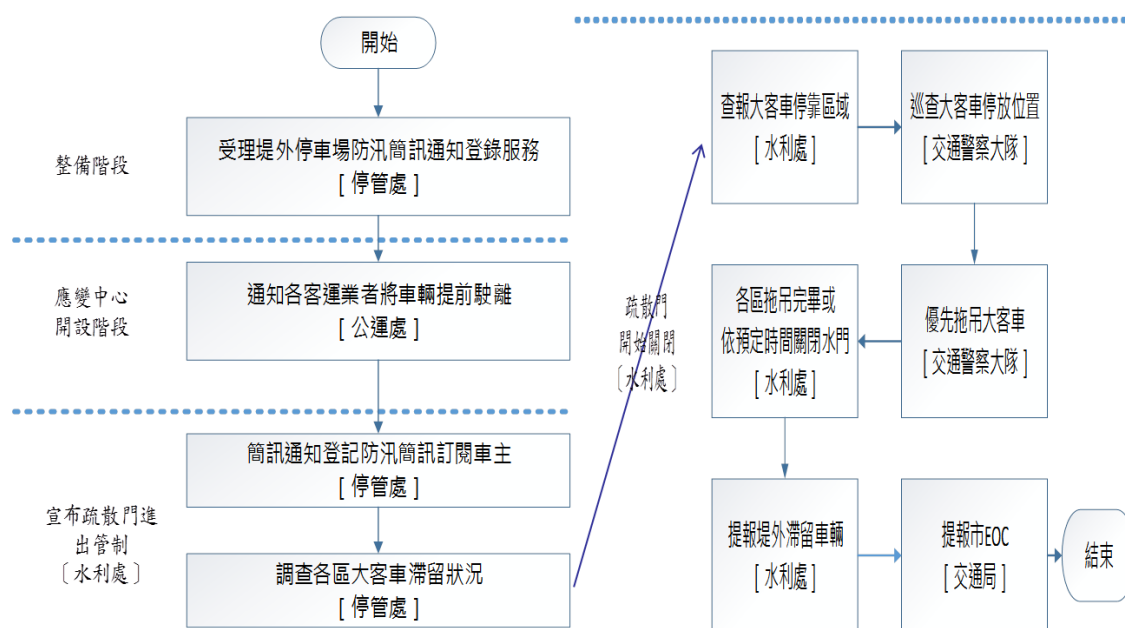 開始
整備階段
受理堤外停車場防汛簡訊通知登錄服務
[ 停管處 ]
應變中心
開設階段
通知各客運業者將車輛提前駛離
[ 公運處 ]
宣布疏散門進
出管制
〔水利處〕
簡訊通知登記防汛簡訊訂閱車主
[ 停管處 ]
調查各區大客車滯留狀況
[ 停管處 ]
疏散門
開始關閉
〔水利處〕
查報大客車停靠區域
[ 水利處 ]
巡查大客車停放位置
[ 交通警察大隊 ]
優先拖吊大客車
[ 交通警察大隊 ]
各區拖吊完畢或
依預定時間關閉水門
[ 水利處 ]
提報堤外滯留車輛
[ 水利處 ]
提報市EOC
[ 交通局 ]
結束